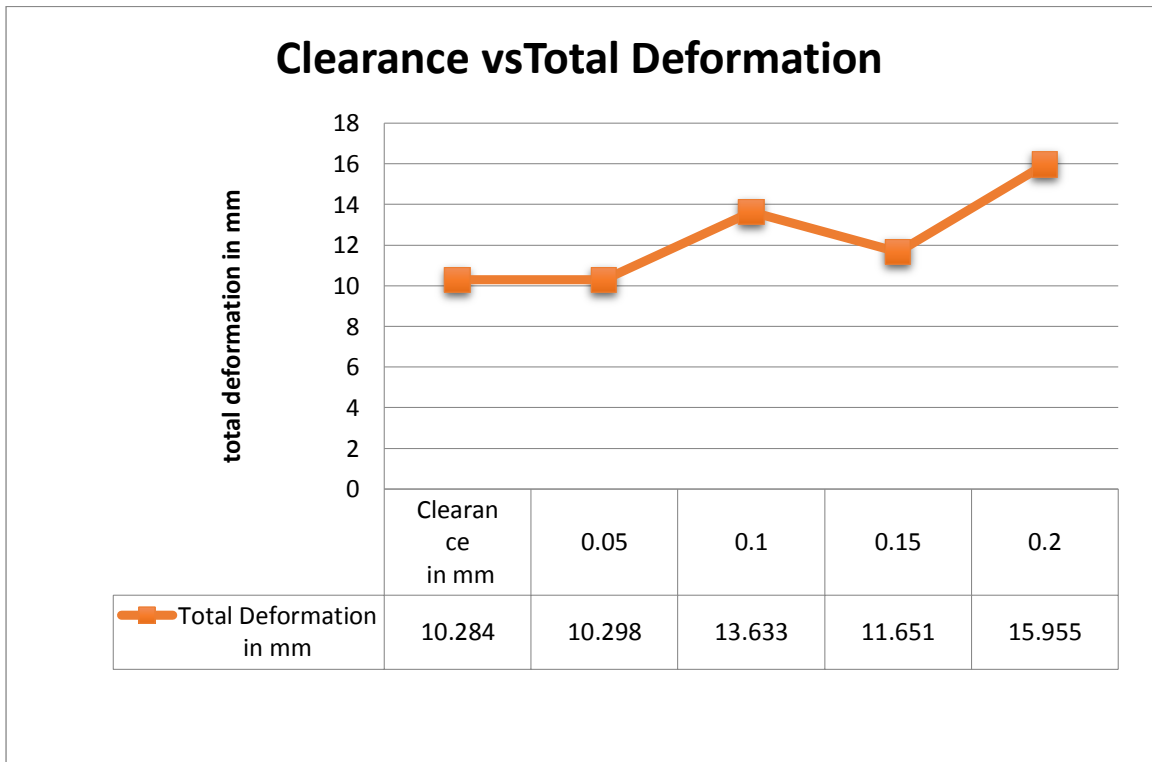 Clearance vsTotal Deformation
total deformation in mm
18
16
14
12
10
8
6
4
2
0
Clearan
ce
in mm
0.05 0.1 0.15 0.2
Total Deformation
in mm
10.284 10.298 13.633 11.651 15.955